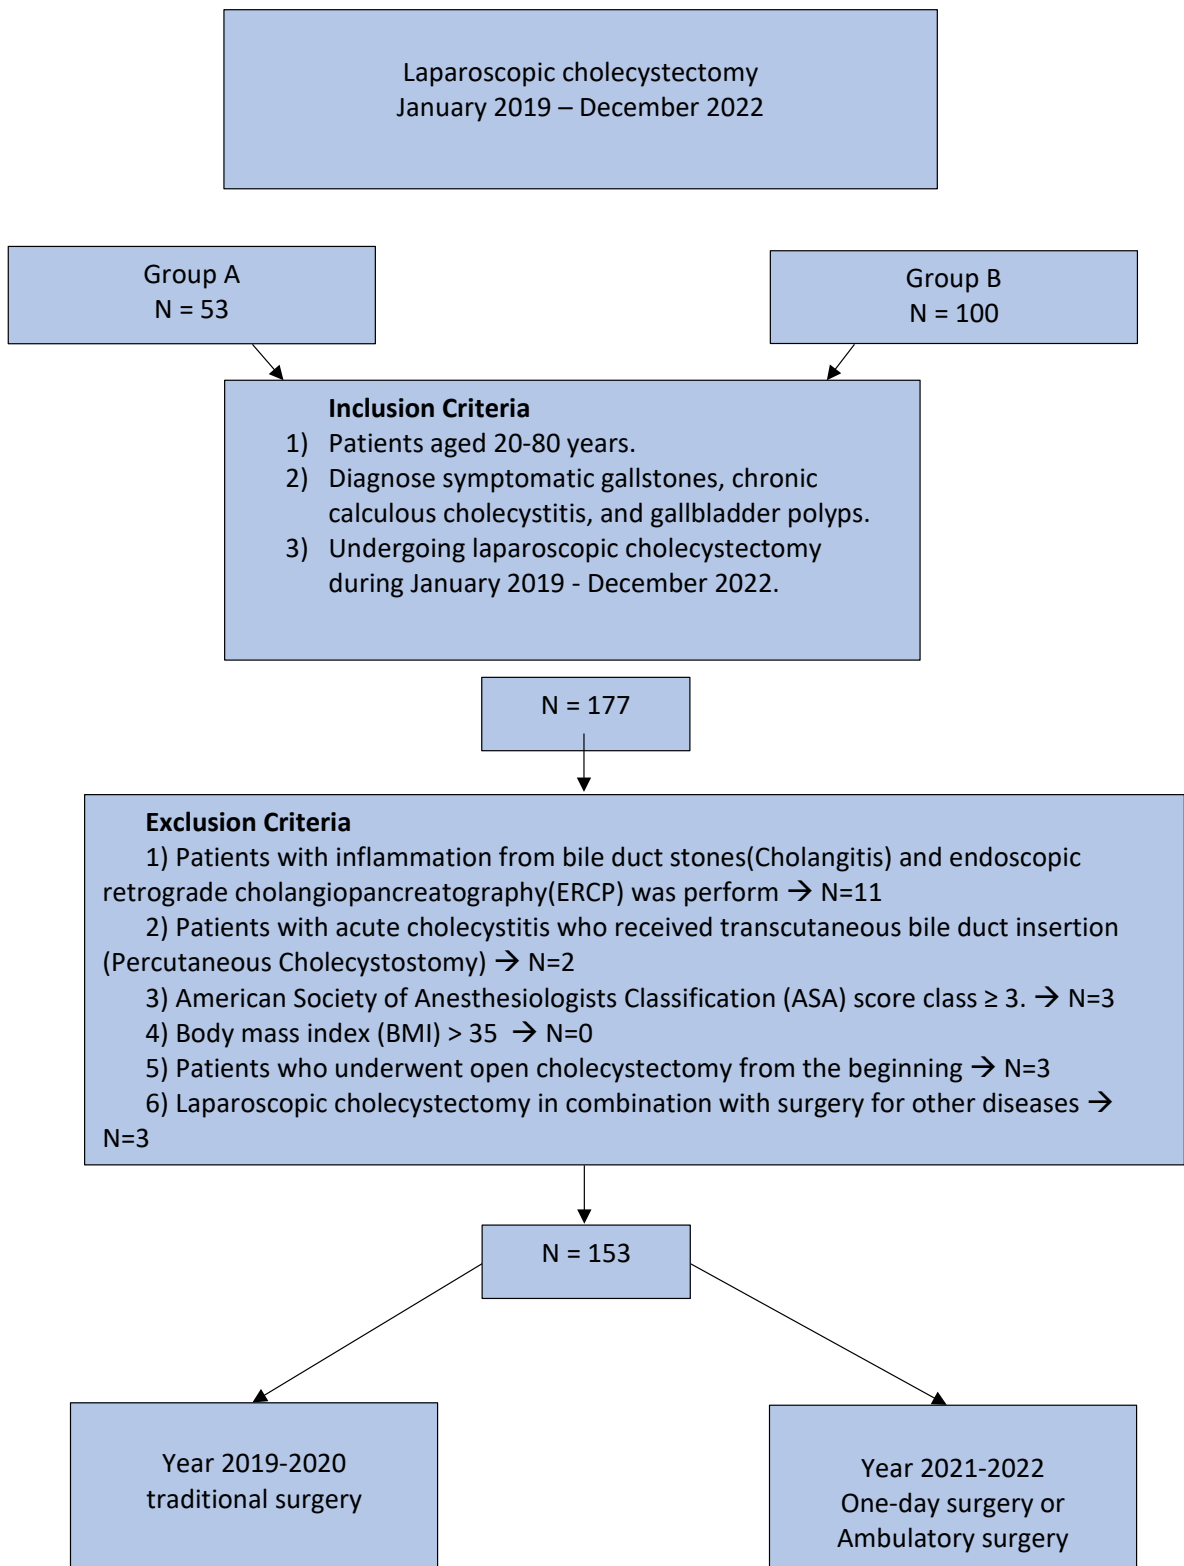 Laparoscopic cholecystectomy
January 2019 – December 2022
Group A
N = 53
Group B
N = 100
Inclusion Criteria
1) Patients aged 20-80 years.
2) Diagnose symptomatic gallstones, chronic
calculous cholecystitis, and gallbladder polyps.
3) Undergoing laparoscopic cholecystectomy
during January 2019 - December 2022.
N = 177
Exclusion Criteria
1) Patients with inflammation from bile duct stones(Cholangitis) and endoscopic
retrograde cholangiopancreatography(ERCP) was perform → N=11
2) Patients with acute cholecystitis who received transcutaneous bile duct insertion
(Percutaneous Cholecystostomy) → N=2
3) American Society of Anesthesiologists Classification (ASA) score class ≥ 3. → N=3
4) Body mass index (BMI) > 35 → N=0
5) Patients who underwent open cholecystectomy from the beginning → N=3
6) Laparoscopic cholecystectomy in combination with surgery for other diseases →
N=3
N = 153
Year 2019-2020
traditional surgery
Year 2021-2022
One-day surgery or
Ambulatory surgery